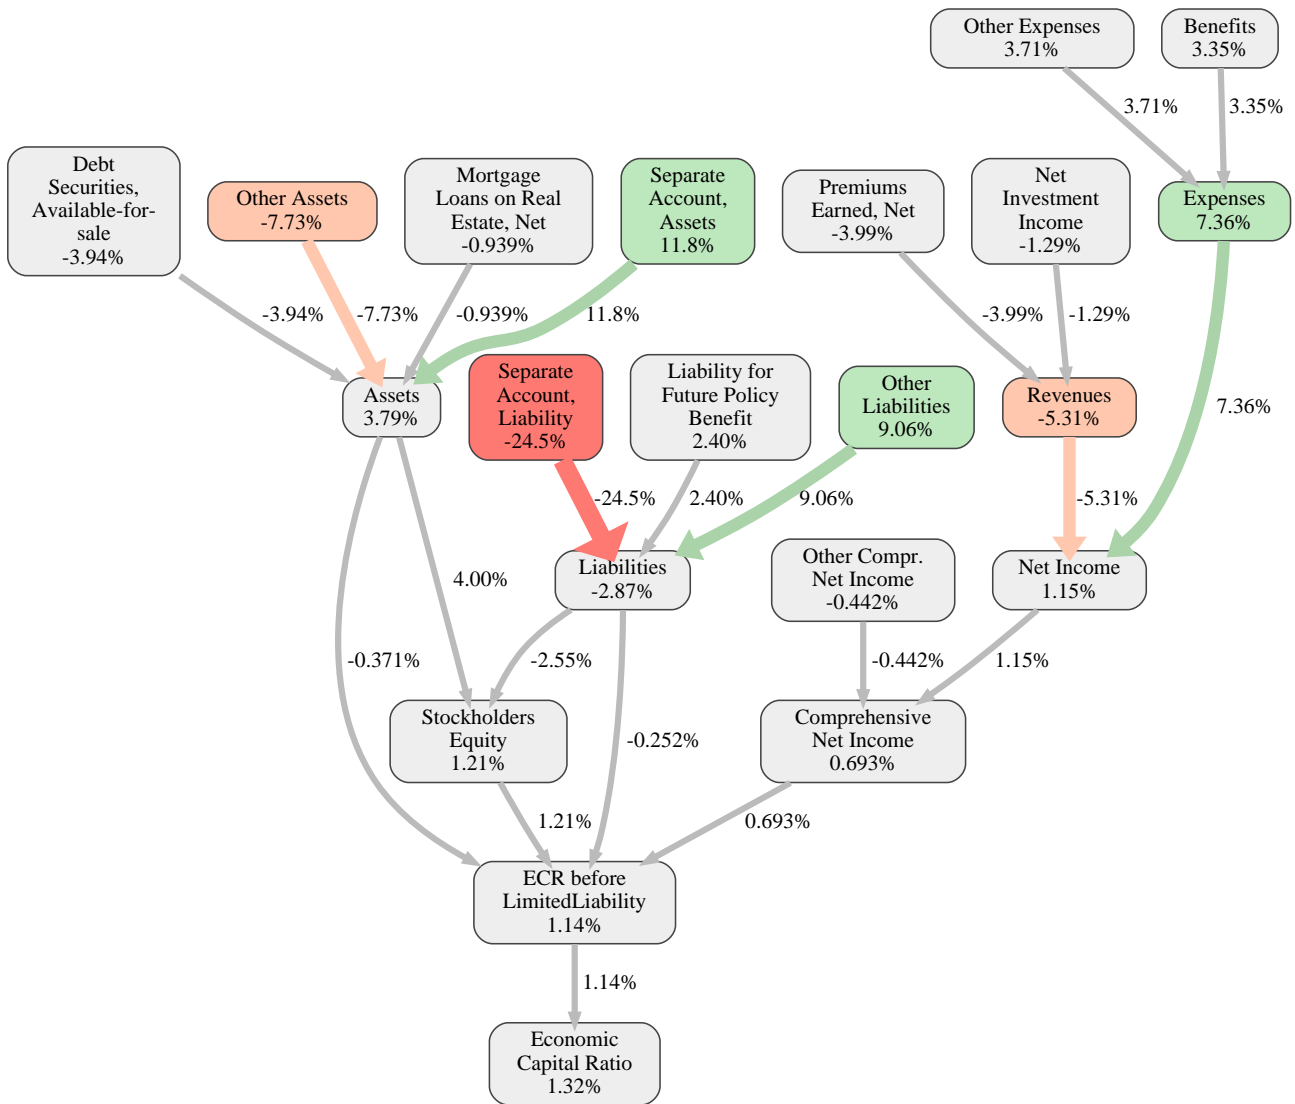 Other Expenses
3.71%
Benefits
3.35%
3.71%
3.35%
Debt
Securities,
Available-for-
sale
-3.94%
Other Assets
-7.73%
Mortgage
Loans on Real
Estate, Net
-0.939%
Separate
Account,
Assets
11.8%
Premiums
Earned, Net
-3.99%
Net
Investment
Income
-1.29%
Expenses
7.36%
-3.94%
-7.73%
-0.939%
11.8%
-3.99%
-1.29%
Assets
3.79%
Separate
Account,
Liability
-24.5%
Liability for
Future Policy
Benefit
2.40%
Other
Liabilities
9.06%
Revenues
-5.31%
7.36%
-24.5%
2.40%
9.06%
-5.31%
4.00%
Liabilities
-2.87%
Other Compr.
Net Income
-0.442%
Net Income
1.15%
-0.371%
-2.55%
-0.442%
1.15%
Stockholders
Equity
1.21%
-0.252%
Comprehensive
Net Income
0.693%
1.21%
0.693%
ECR before
LimitedLiability
1.14%
1.14%
Economic
Capital Ratio
1.32%